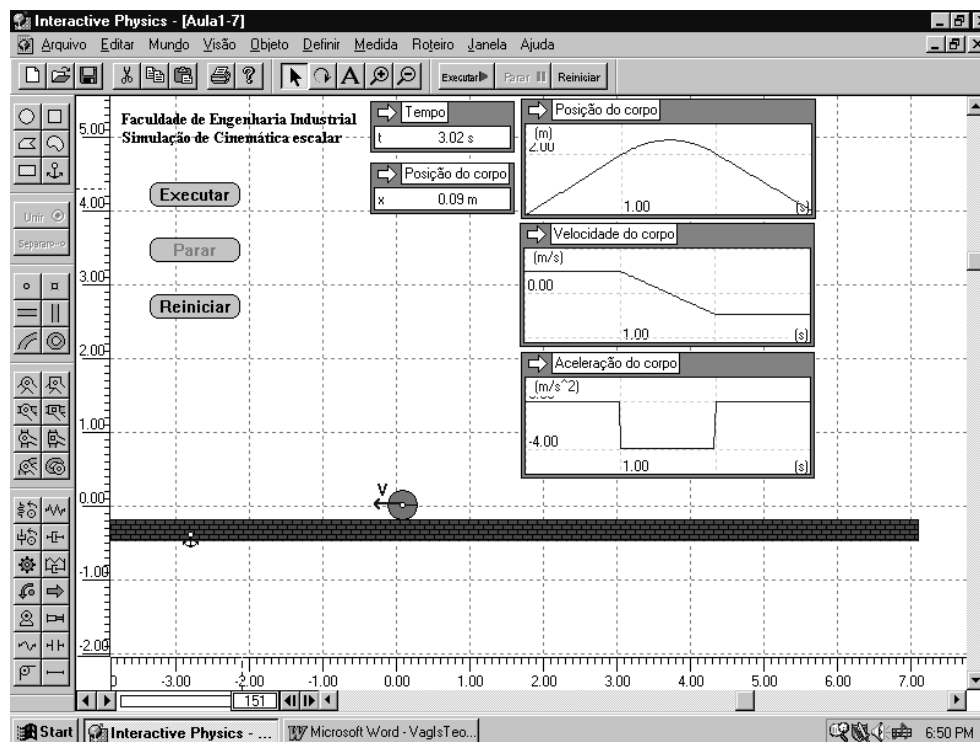 Interactive Physics - [Aula1-7]
Arquivo Editar Mundo Visão Objeto Definir Medida Roteiro Janela Ajuda
A Executar Parar Reiniciar
Faculdade de Engenharia Industrial
Simulação de Cinemática escalar
Executar
Parar
Reiniciar
Tempo
t 3.02 s
Posição do corpo
x 0.09 m
Posição do corpo
(m)
2.00
1.00 (s)
Velocidade do corpo
(m/s)
0.00
1.00 (s)
Aceleração do corpo
(m/s^2)
-4.00
1.00 (s)
Unir
Separar
5.00
4.00
3.00
2.00
1.00
0.00
-1.00
-2.00
V
-3.00 -2.00 -1.00 0.00 1.00 2.00 3.00 4.00 5.00 6.00 7.00
151
Start Interactive Physics - ... Microsoft Word - VagIsTeo... 6:50 PM